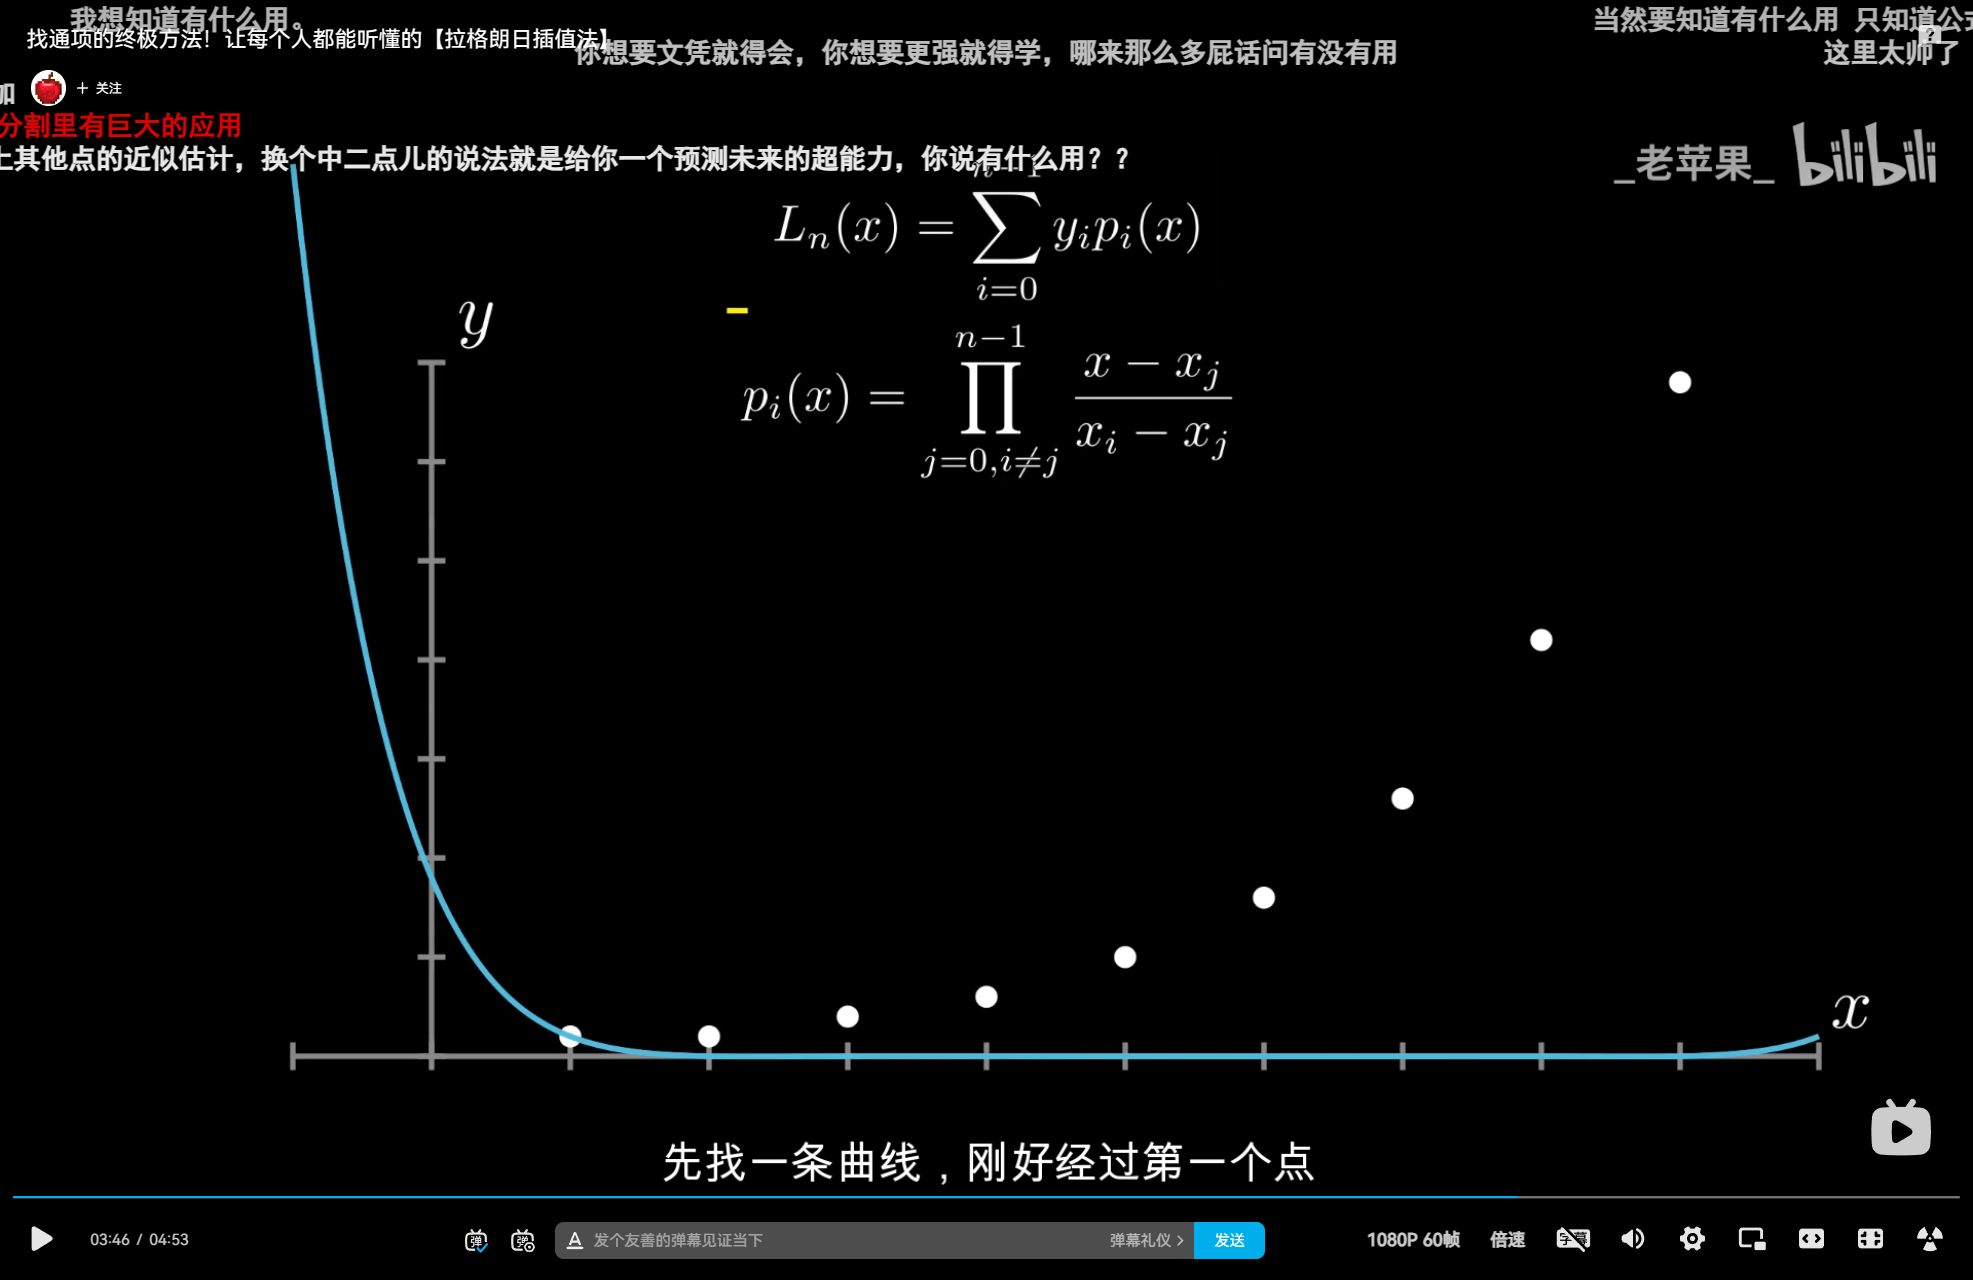 我想知道有什么用。
当然要知道有什么用 只知道公式
找通项的终极方法！让每个人都能听懂的【拉格朗日插值法】
你想要文凭就得会，你想要更强就得学，哪来那么多屁话问有没有用
这里太帅了
加
+ 关注
分割里有巨大的应用
上其他点的近似估计，换个中二点儿的说法就是给你一个预测未来的超能力，你说有什么用？？
_老苹果_ bilibili
n−1
L_n(x) = ∑ y_i p_i(x)
i=0
y
n−1
p_i(x) = ∏ (x − x_j)/(x_i − x_j)
j=0,i≠j
x
先找一条曲线，刚好经过第一个点
03:46 / 04:53
弹 弹 A 发个友善的弹幕见证当下 弹幕礼仪 > 发送 1080P 60帧 倍速 字幕